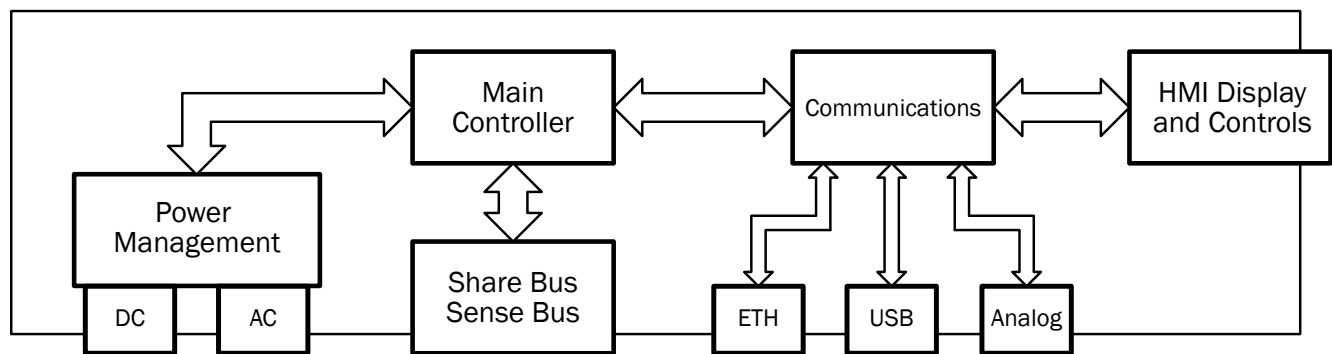 Main
Controller
Communications
HMI Display
and Controls
Power
Management
Share Bus
Sense Bus
DC
AC
ETH
USB
Analog